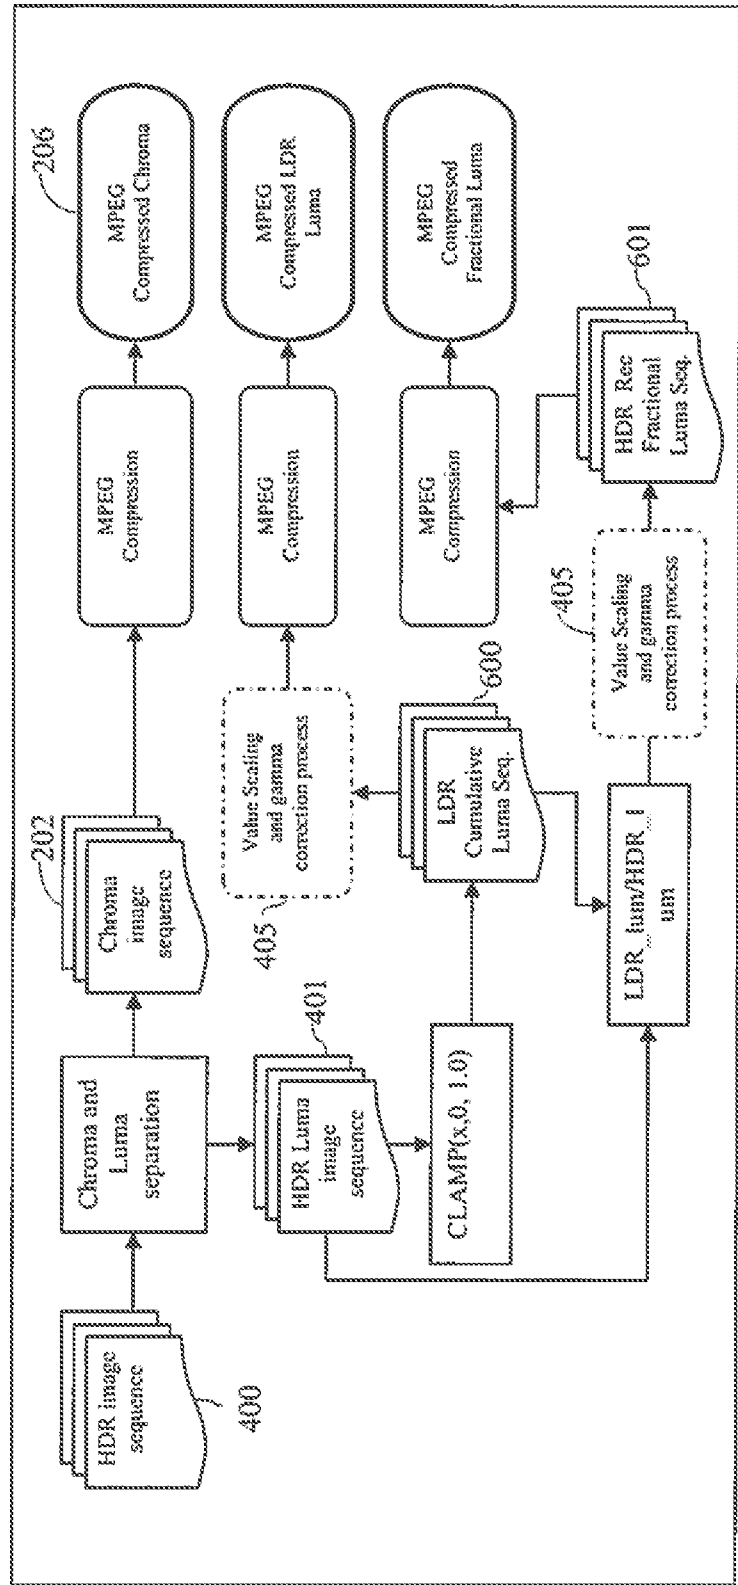 HDR image
sequence
400
Chroma and
Luma
separation
202
Chroma
image
sequence
MPEG
Compression
206
MPEG
Compressed Chroma
HDR Luma
image
sequence
401
405
Value Scaling
and gamma
correction process
MPEG
Compression
MPEG
Compressed LDR
Luma
CLAMP(x,0, 1.0)
LDR
Cumulative
Luma Seq.
600
MPEG
Compression
MPEG
Compressed
Fractional Luma
LDR_lum/HDR_l
um
405
Value Scaling
and gamma
correction process
HDR Rec
Fractional
Luma Seq.
601